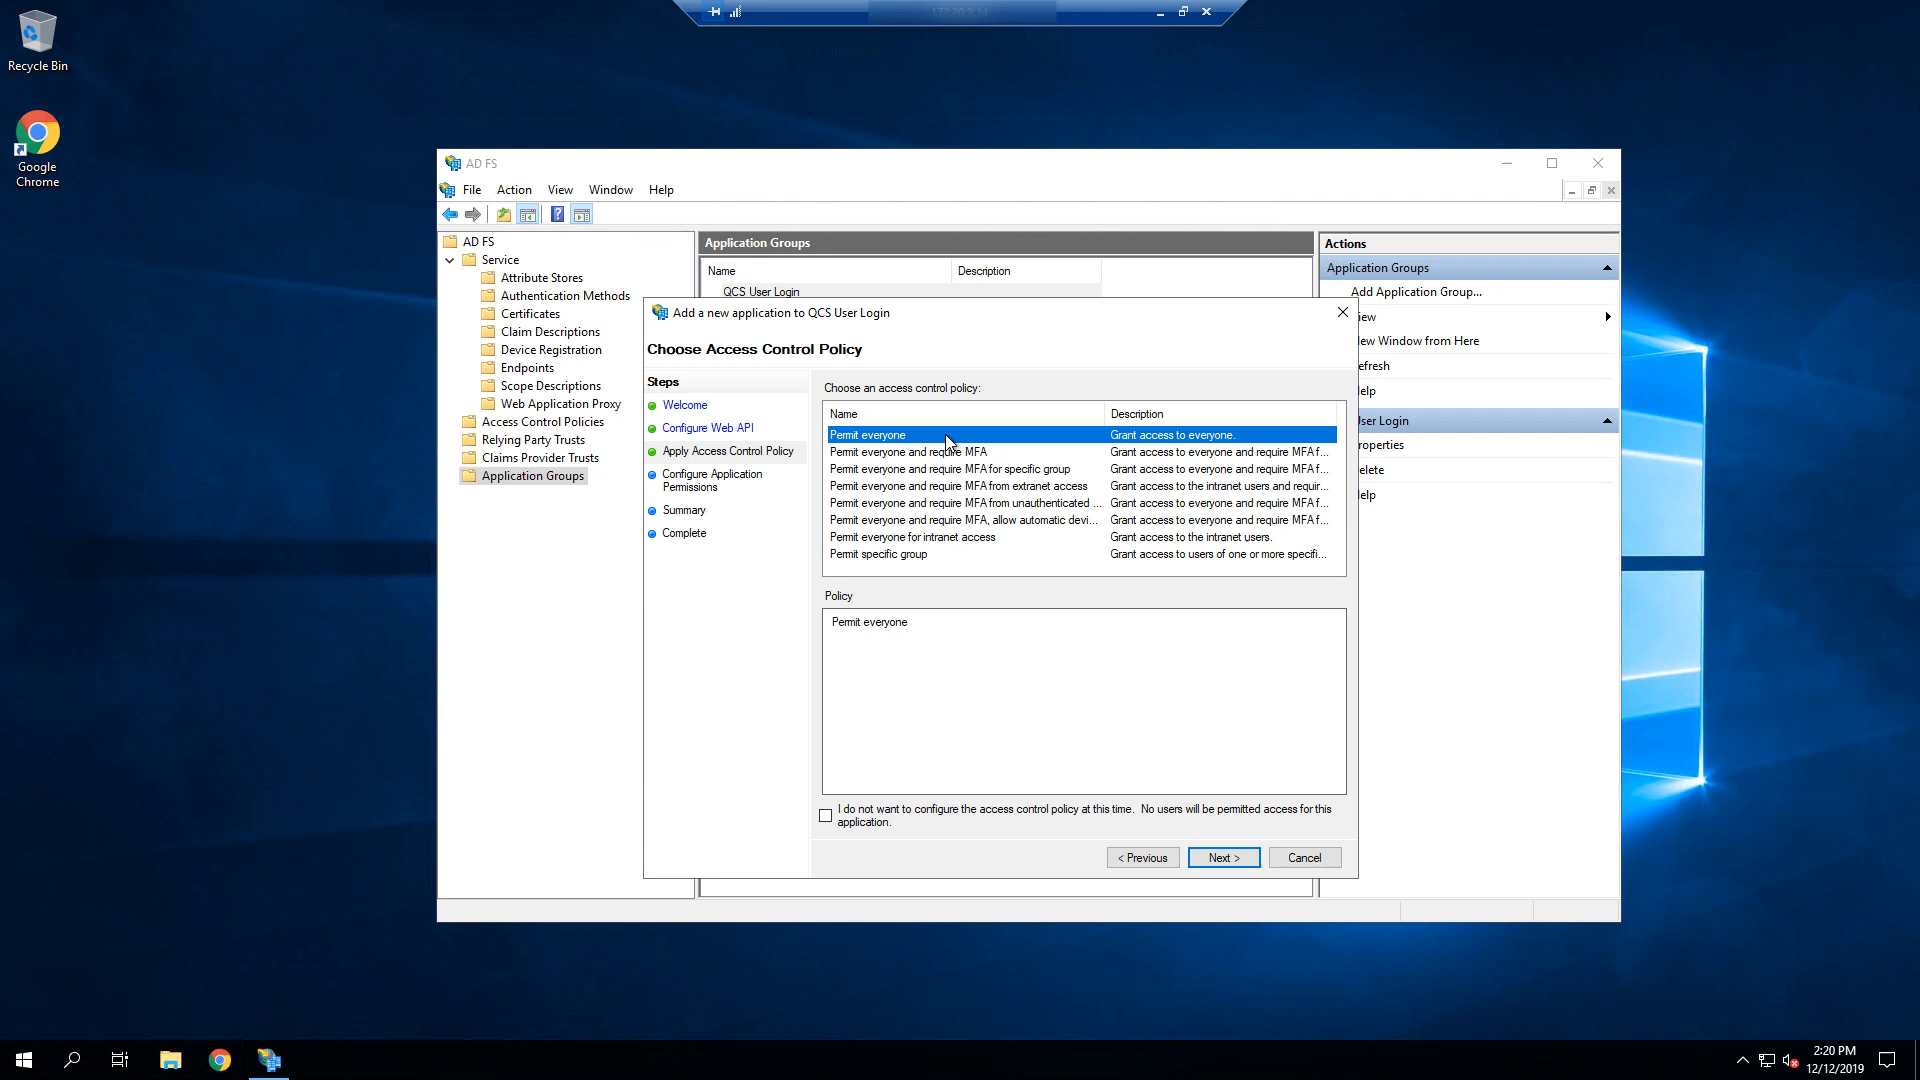 Recycle Bin
Google
Chrome
AD FS
File Action View Window Help
AD FS
Service
Attribute Stores
Authentication Methods
Certificates
Claim Descriptions
Device Registration
Endpoints
Scope Descriptions
Web Application Proxy
Access Control Policies
Relying Party Trusts
Claims Provider Trusts
Application Groups
Application Groups
Name Description
QCS User Login
Actions
Application Groups
Add Application Group...
iew
ew Window from Here
efresh
elp
ser Login
roperties
elete
elp
Add a new application to QCS User Login
Choose Access Control Policy
Steps
Welcome
Configure Web API
Apply Access Control Policy
Configure Application
Permissions
Summary
Complete
Choose an access control policy:
Name Description
Permit everyone Grant access to everyone.
Permit everyone and require MFA Grant access to everyone and require MFA f...
Permit everyone and require MFA for specific group Grant access to everyone and require MFA f...
Permit everyone and require MFA from extranet access Grant access to the intranet users and requir...
Permit everyone and require MFA from unauthenticated ... Grant access to everyone and require MFA f...
Permit everyone and require MFA, allow automatic devi... Grant access to everyone and require MFA f...
Permit everyone for intranet access Grant access to the intranet users.
Permit specific group Grant access to users of one or more specifi...
Policy
Permit everyone
I do not want to configure the access control policy at this time. No users will be permitted access for this
application.
< Previous Next > Cancel
2:20 PM
12/12/2019